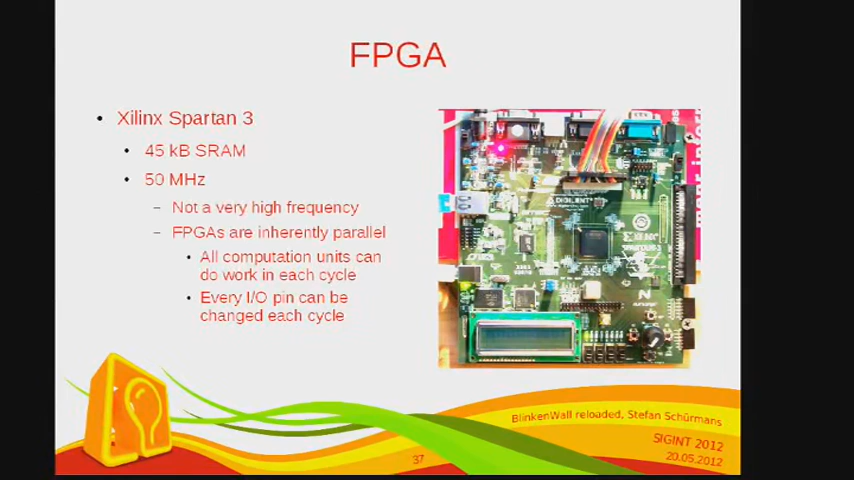 FPGA
Xilinx Spartan 3
45 kB SRAM
50 MHz
Not a very high frequency
FPGAs are inherently parallel
All computation units can
do work in each cycle
Every I/O pin can be
changed each cycle
DIGILENT
BlinkenWall reloaded, Stefan Schürmans
SIGINT 2012
37
20.05.2012